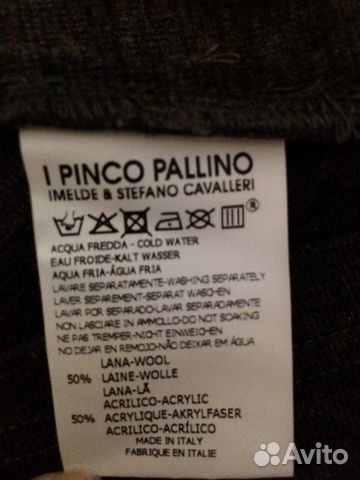 I PINCO PALLINO
IMELDE & STEFANO CAVALLERI
®
ACQUA FREDDA - COLD WATER
EAU FROIDE-KALT WASSER
AQUA FRIA-ÁGUA FRIA
LAVARE SEPARATAMENTE-WASHING SEPARATELY
LAVER SEPAREMENT-SEPARAT WASCHEN
LAVAR POR SEPARADO-LAVAR SEPARADAMENTE
NON LASCIARE IN AMMOLLO-DO NOT SOAKING
NE PAS TREMPER-NICHT EINWEICHEN
NO DEJAR EN REMOJO-NÃO DEIXAR EM ÁGUA
LANA-WOOL
50% LAINE-WOLLE
LANA-LÃ
ACRILICO-ACRYLIC
50% ACRYLIQUE-AKRYLFASER
ACRILICO-ACRÍLICO
MADE IN ITALY
FABRIQUE EN ITALIE
Avito